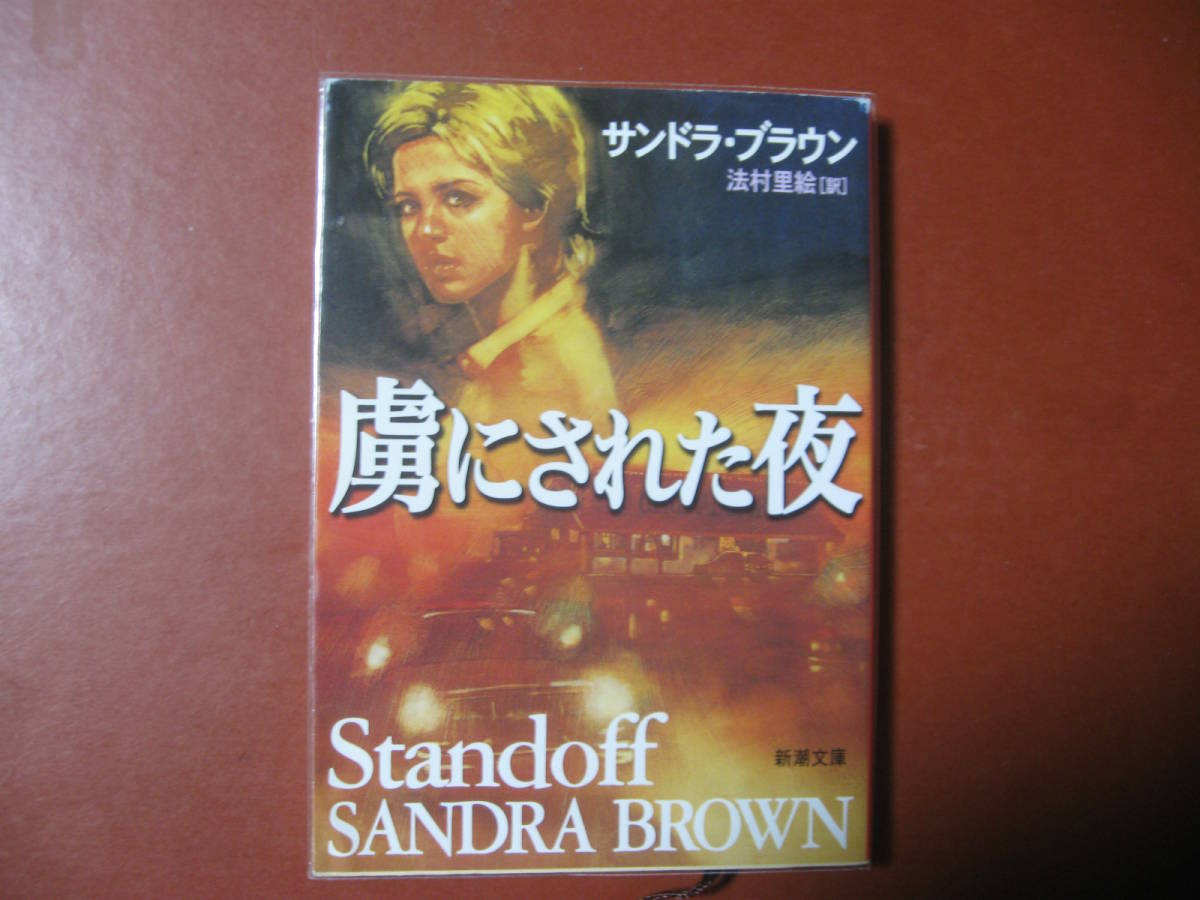 サンドラ・ブラウン
法村里絵[訳]
虜にされた夜
Standoff
新潮文庫
SANDRA BROWN